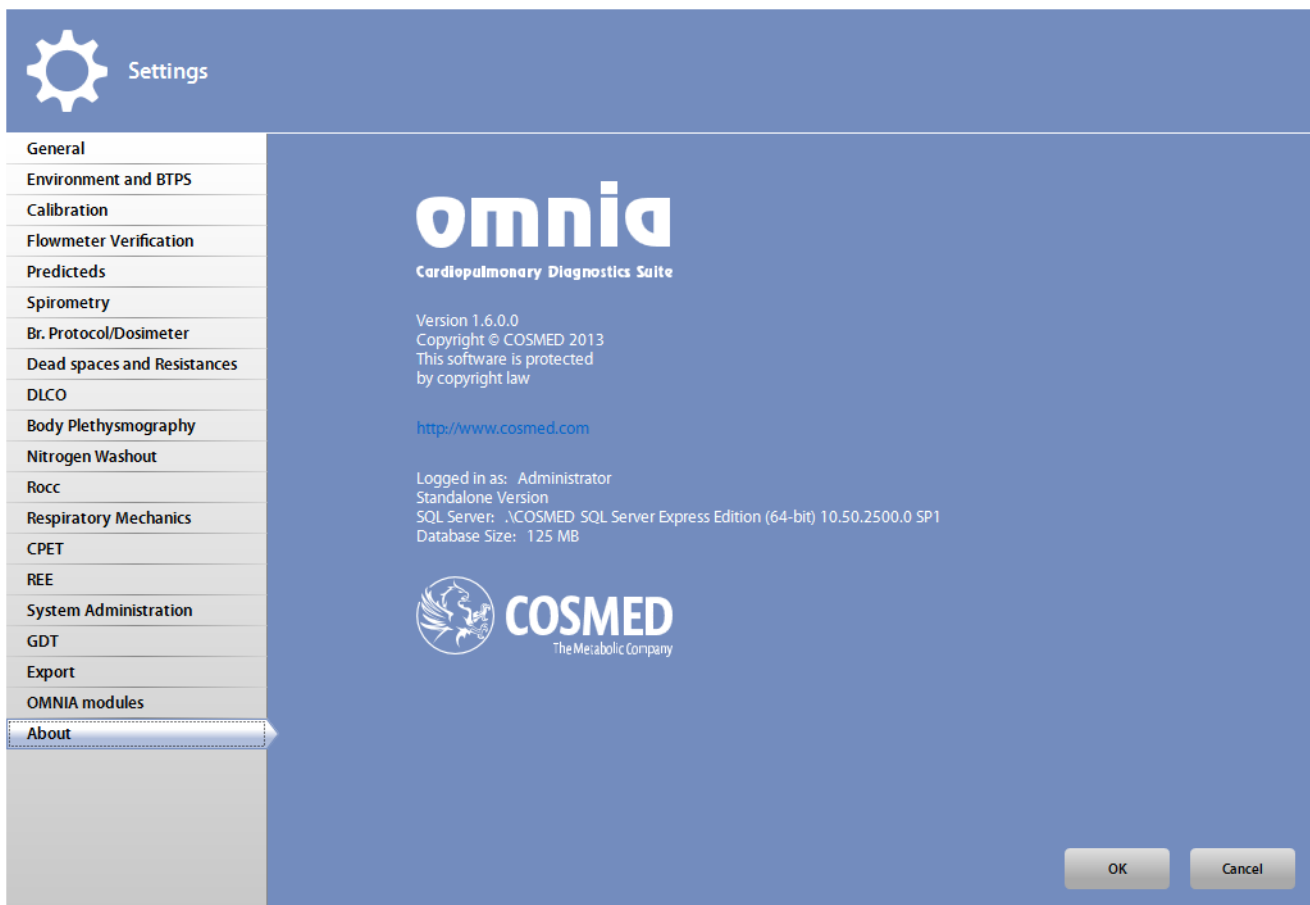 Settings
General
Environment and BTPS
Calibration
Flowmeter Verification
Predicteds
Spirometry
Br. Protocol/Dosimeter
Dead spaces and Resistances
DLCO
Body Plethysmography
Nitrogen Washout
Rocc
Respiratory Mechanics
CPET
REE
System Administration
GDT
Export
OMNIA modules
About
omnia
Cardiopulmonary Diagnostics Suite
Version 1.6.0.0
Copyright © COSMED 2013
This software is protected
by copyright law
http://www.cosmed.com
Logged in as: Administrator
Standalone Version
SQL Server: .\COSMED SQL Server Express Edition (64-bit) 10.50.2500.0 SP1
Database Size: 125 MB
COSMED
The Metabolic Company
OK Cancel